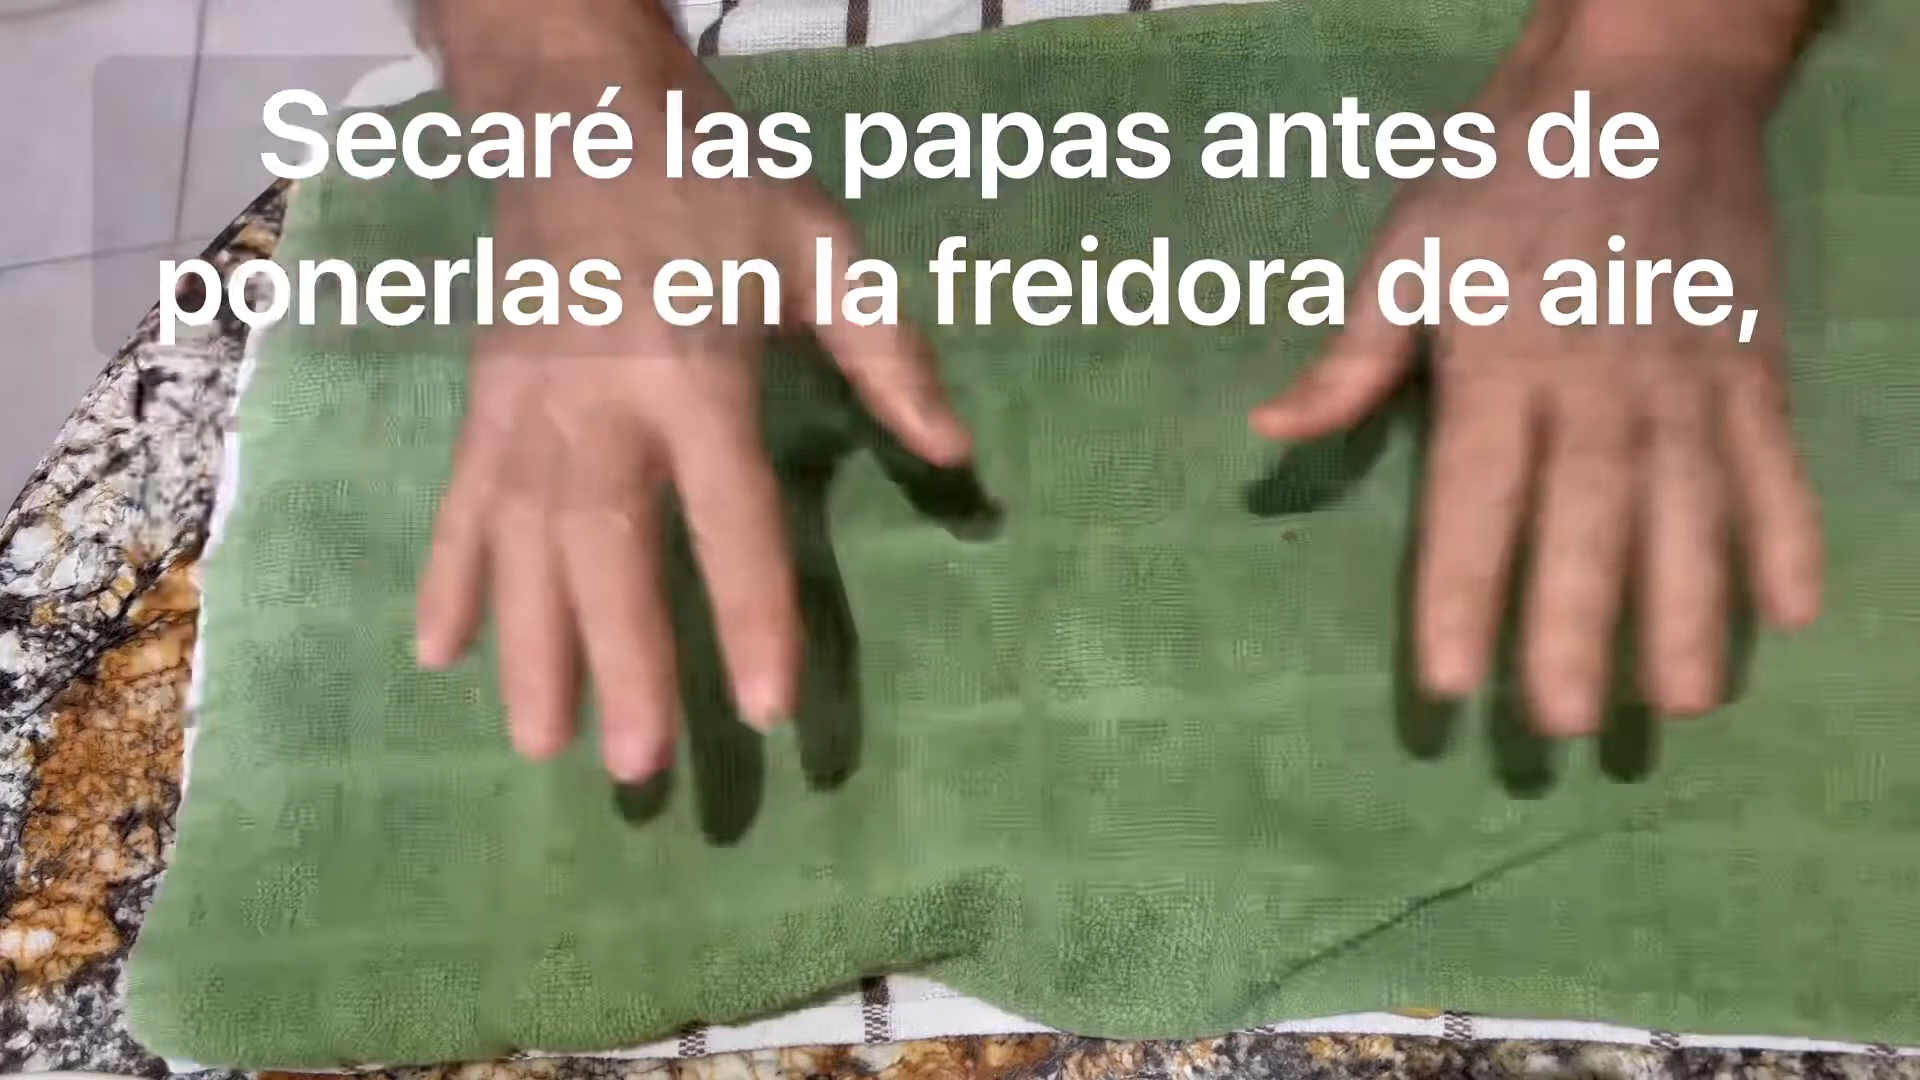 Secaré las papas antes de
ponerlas en la freidora de aire,